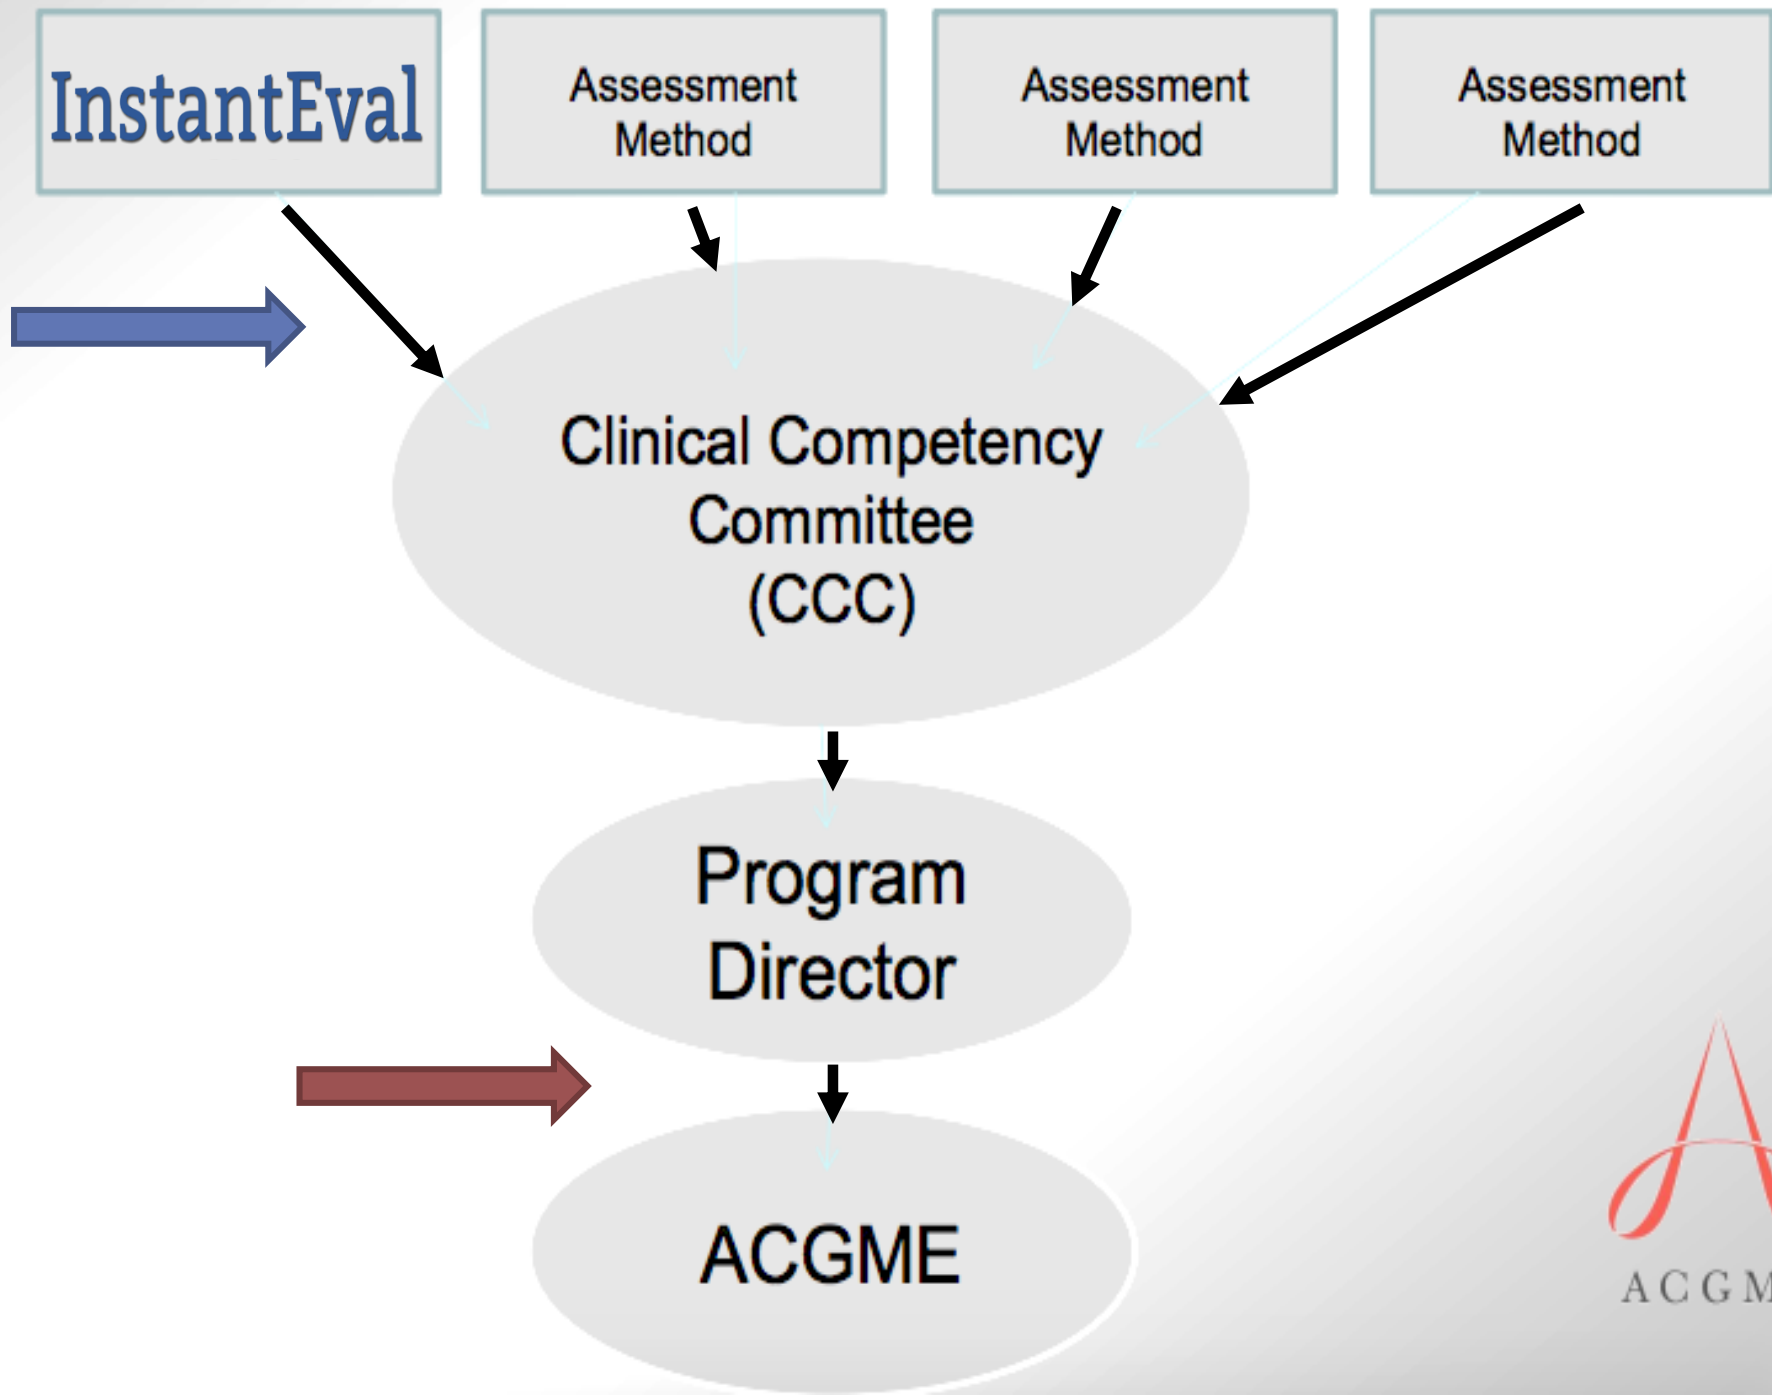 InstantEval
Assessment
Method
Assessment
Method
Assessment
Method
Clinical Competency
Committee
(CCC)
Program
Director
ACGME
ACGM